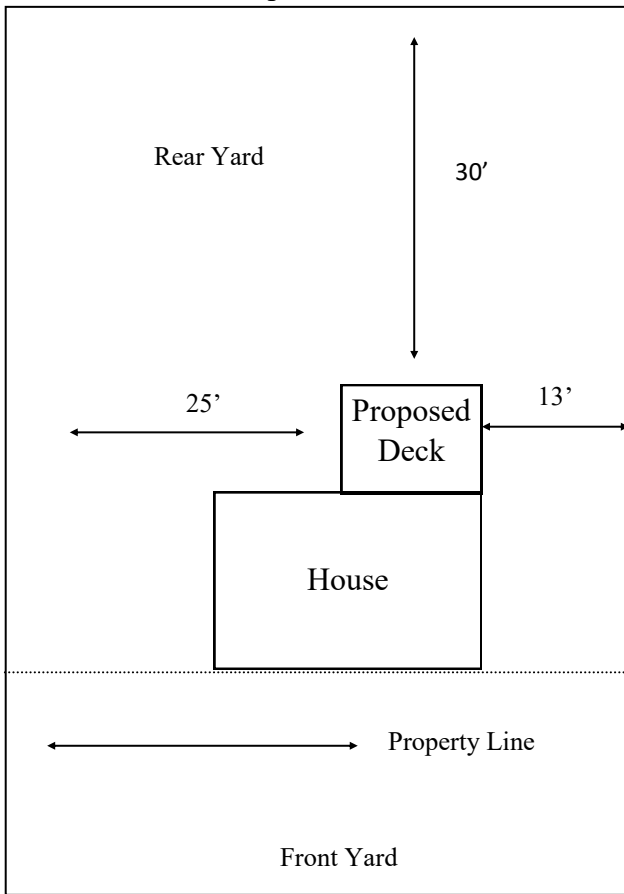 Rear Yard
30’
25’
Proposed
Deck
13’
House
Property Line
Front Yard